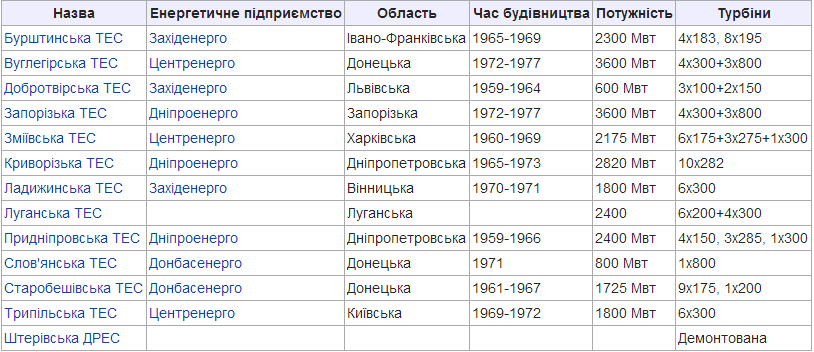 Назва Енергетичне підприємство Область Час будівництва Потужність Турбіни
Бурштинська ТЕС Західенерго Івано-Франківська 1965-1969 2300 Мвт 4x183, 8x195
Вуглегірська ТЕС Центренерго Донецька 1972-1977 3600 Мвт 4x300+3x800
Добротвірська ТЕС Західенерго Львівська 1959-1964 600 Мвт 3x100+2x150
Запорізька ТЕС Дніпроенерго Запорізька 1972-1977 3600 Мвт 4x300+3x800
Зміївська ТЕС Центренерго Харківська 1960-1969 2175 Мвт 6x175+3x275+1x300
Криворізька ТЕС Дніпроенерго Дніпропетровська 1965-1973 2820 Мвт 10x282
Ладижинська ТЕС Західенерго Вінницька 1970-1971 1800 Мвт 6x300
Луганська ТЕС Луганська 2400 6x200+4x300
Придніпровська ТЕС Дніпроенерго Дніпропетровська 1959-1966 2400 Мвт 4x150, 3x285, 1x300
Слов'янська ТЕС Донбасенерго Донецька 1971 800 Мвт 1x800
Старобешівська ТЕС Донбасенерго Донецька 1961-1967 1725 Мвт 9x175, 1x200
Трипільська ТЕС Центренерго Київська 1969-1972 1800 Мвт 6x300
Штерівська ДРЕС Демонтована